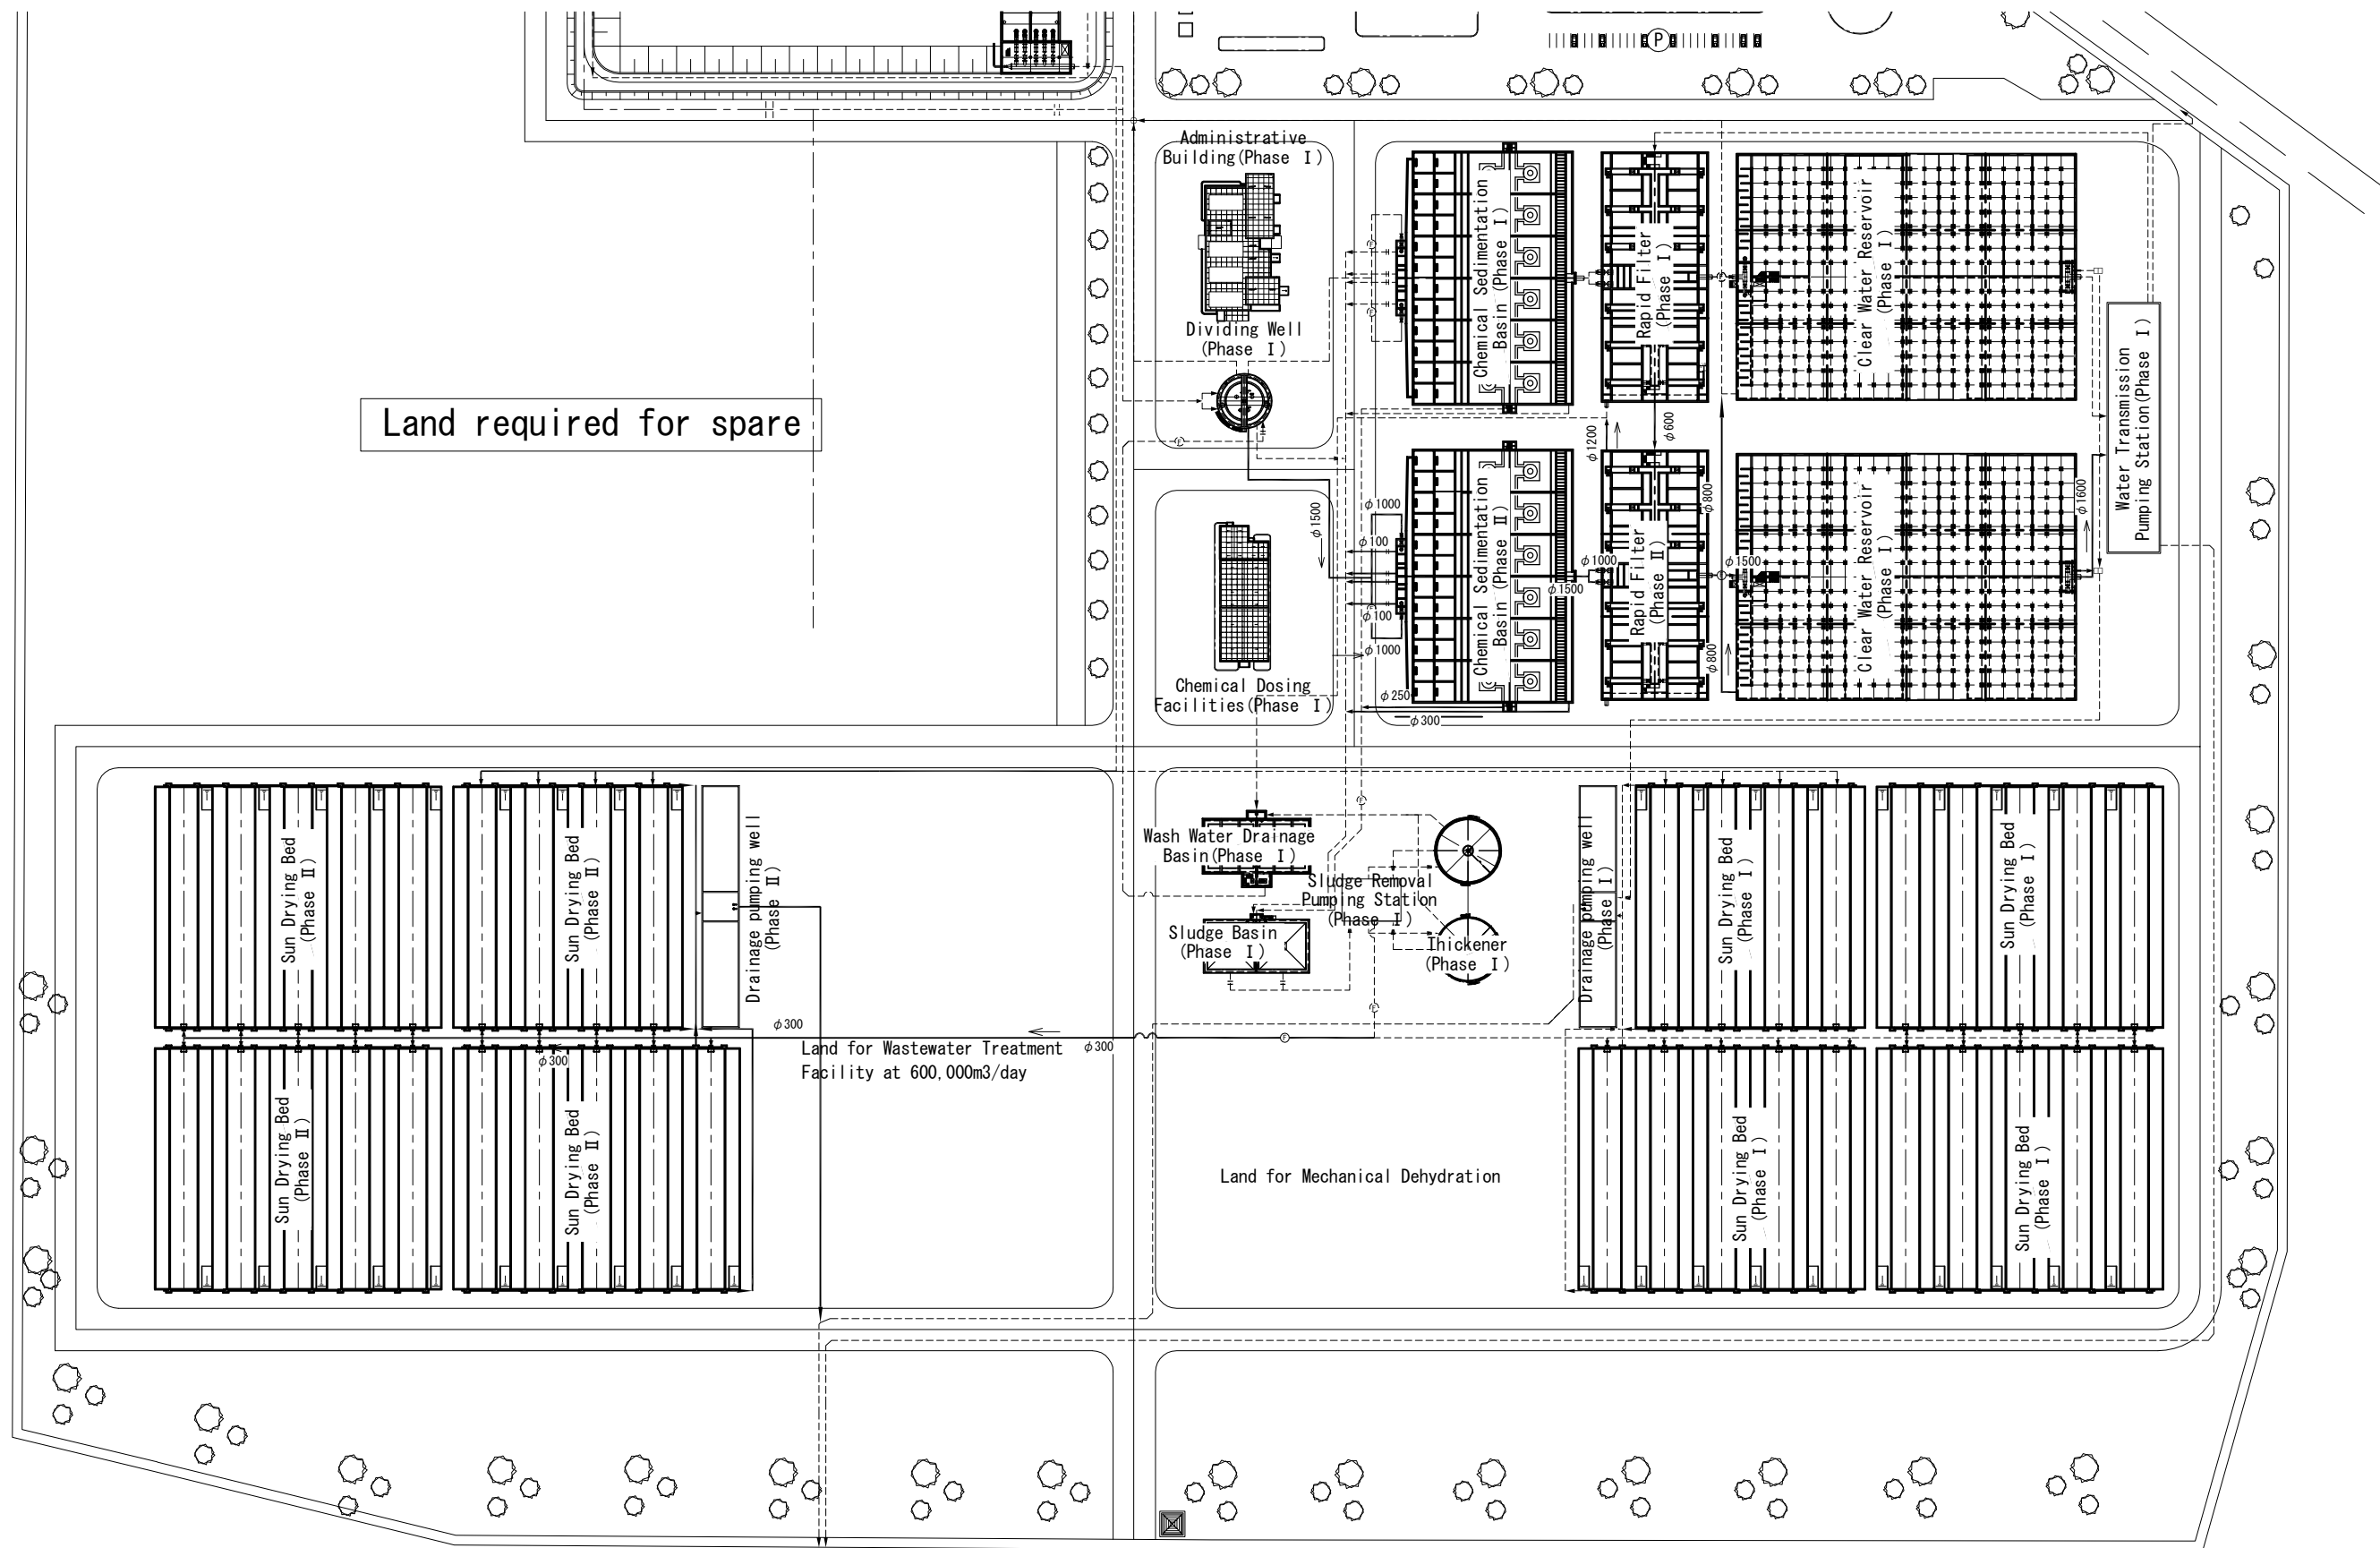 P
Administrative
Building(Phase Ⅰ)
Dividing Well
(Phase Ⅰ)
Chemical Sedimentation
Basin (Phase Ⅰ)
Rapid Filter
(Phase Ⅰ)
Clear Water Reservoir
(Phase Ⅰ)
Water Transmission
Pumping Station(Phase Ⅰ)
Land required for spare
φ1200
φ600
φ1500
φ1000
φ100
φ100
φ1000
φ250
φ300
Chemical Sedimentation
Basin (Phase Ⅱ)
φ1000
φ1500
Rapid Filter
(Phase Ⅱ)
φ800
φ800
φ1500
Clear Water Reservoir
(Phase Ⅰ)
φ1600
Chemical Dosing
Facilities(Phase Ⅰ)
Sun Drying Bed
(Phase Ⅱ)
Sun Drying Bed
(Phase Ⅱ)
Drainage pumping well
(Phase Ⅱ)
Wash Water Drainage
Basin(Phase Ⅰ)
Sludge Removal
Pumping Station
(Phase Ⅰ)
Sludge Basin
(Phase Ⅰ)
Thickener
(Phase Ⅰ)
Drainage pumping well
(Phase Ⅰ)
Sun Drying Bed
(Phase Ⅰ)
Sun Drying Bed
(Phase Ⅰ)
φ300
φ300
φ300
Land for Wastewater Treatment
Facility at 600,000m3/day
Sun Drying Bed
(Phase Ⅱ)
Sun Drying Bed
(Phase Ⅱ)
Land for Mechanical Dehydration
Sun Drying Bed
(Phase Ⅰ)
Sun Drying Bed
(Phase Ⅰ)